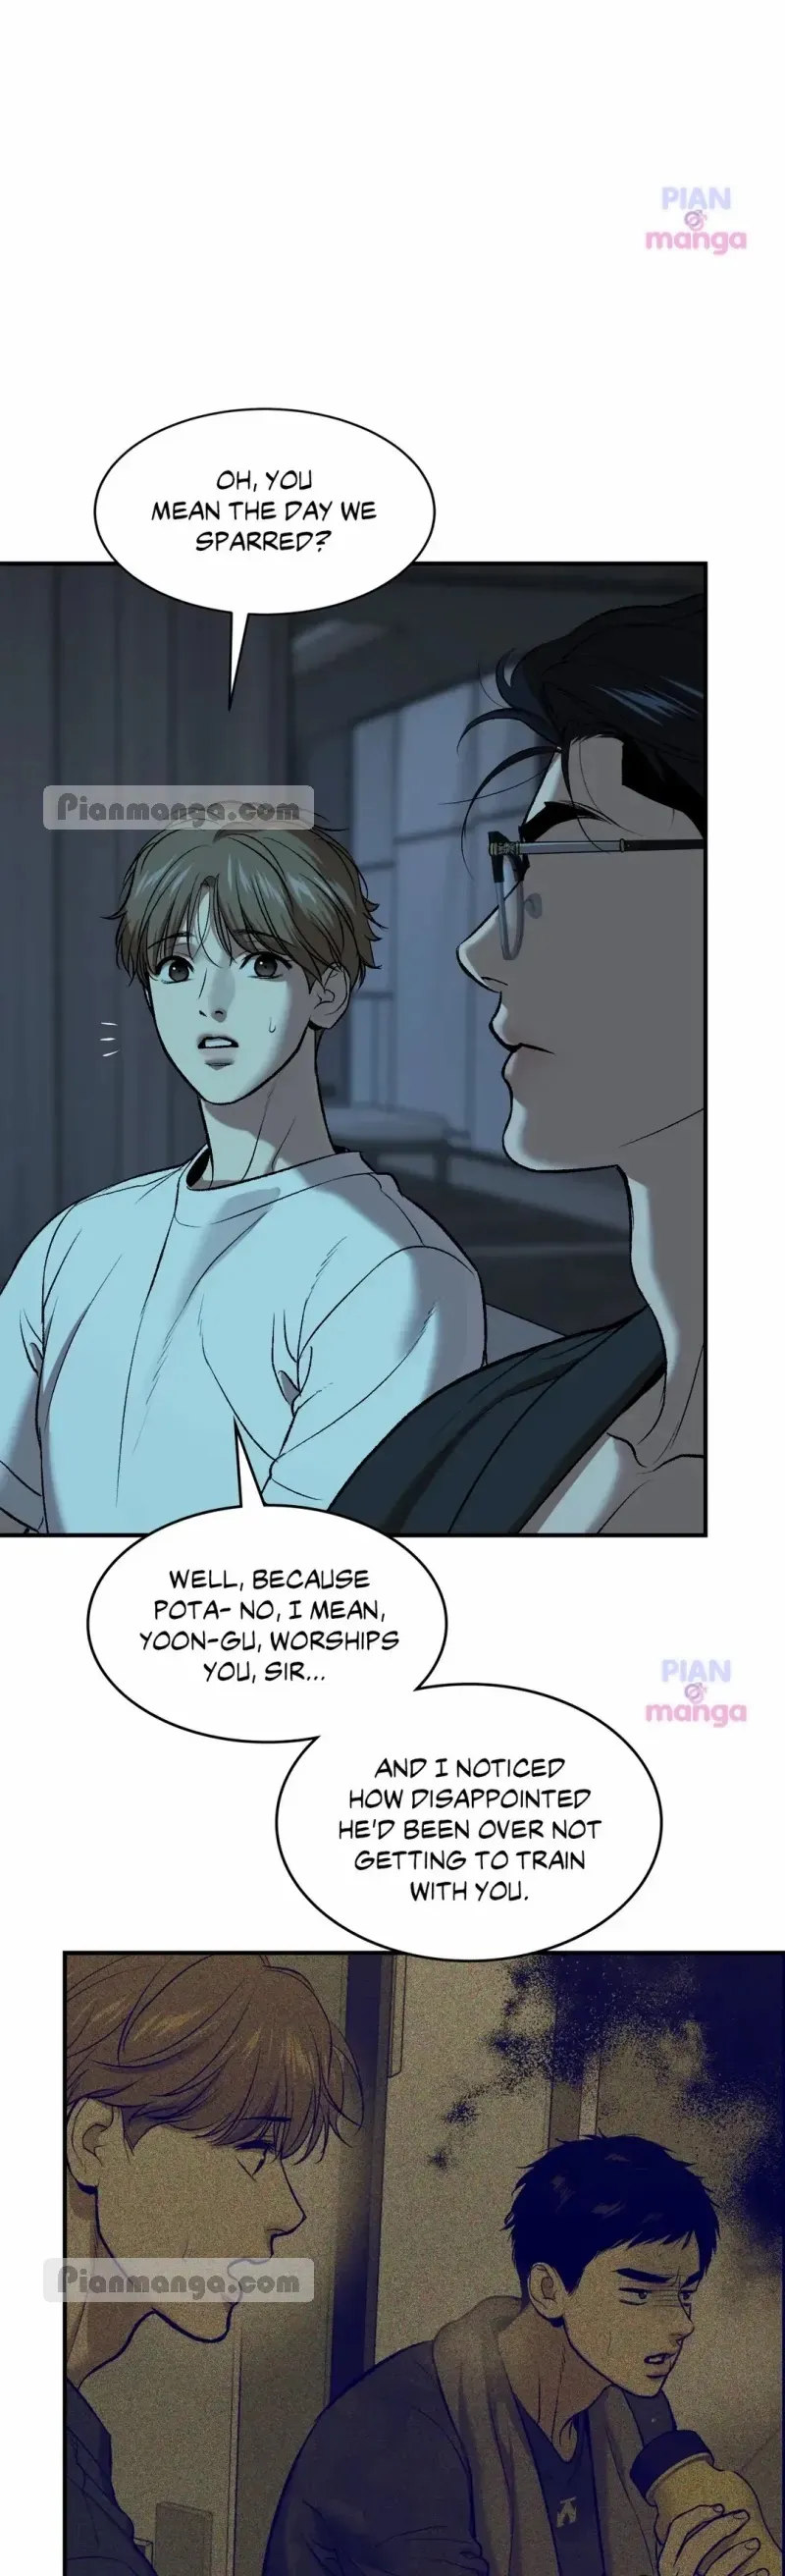 PIAN
manga
OH, YOU
MEAN THE DAY WE
SPARRED?
Pianmanga.com
WELL, BECAUSE
POTA- NO, I MEAN,
YOON-GU, WORSHIPS
YOU, SIR...
PIAN
manga
AND I NOTICED
HOW DISAPPOINTED
HE'D BEEN OVER NOT
GETTING TO TRAIN
WITH YOU.
Pianmanga.com